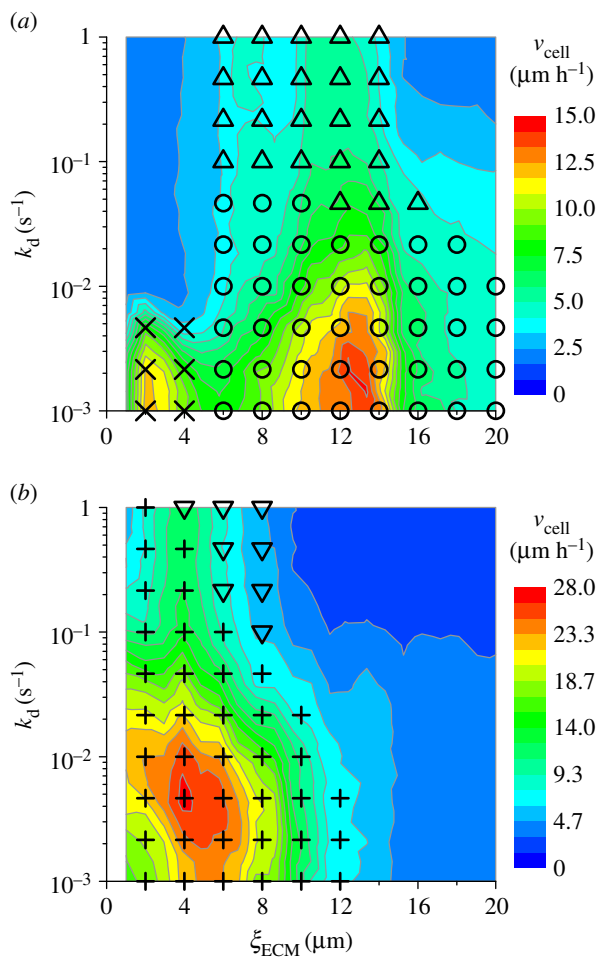 (a)
1
10⁻¹
10⁻²
10⁻³
k_d (s⁻¹)
0 4 8 12 16 20
v_cell
(µm h⁻¹)
15.0
12.5
10.0
7.5
5.0
2.5
0
(b)
1
10⁻¹
10⁻²
10⁻³
k_d (s⁻¹)
0 4 8 12 16 20
ξ_ECM (µm)
v_cell
(µm h⁻¹)
28.0
23.3
18.7
14.0
9.3
4.7
0